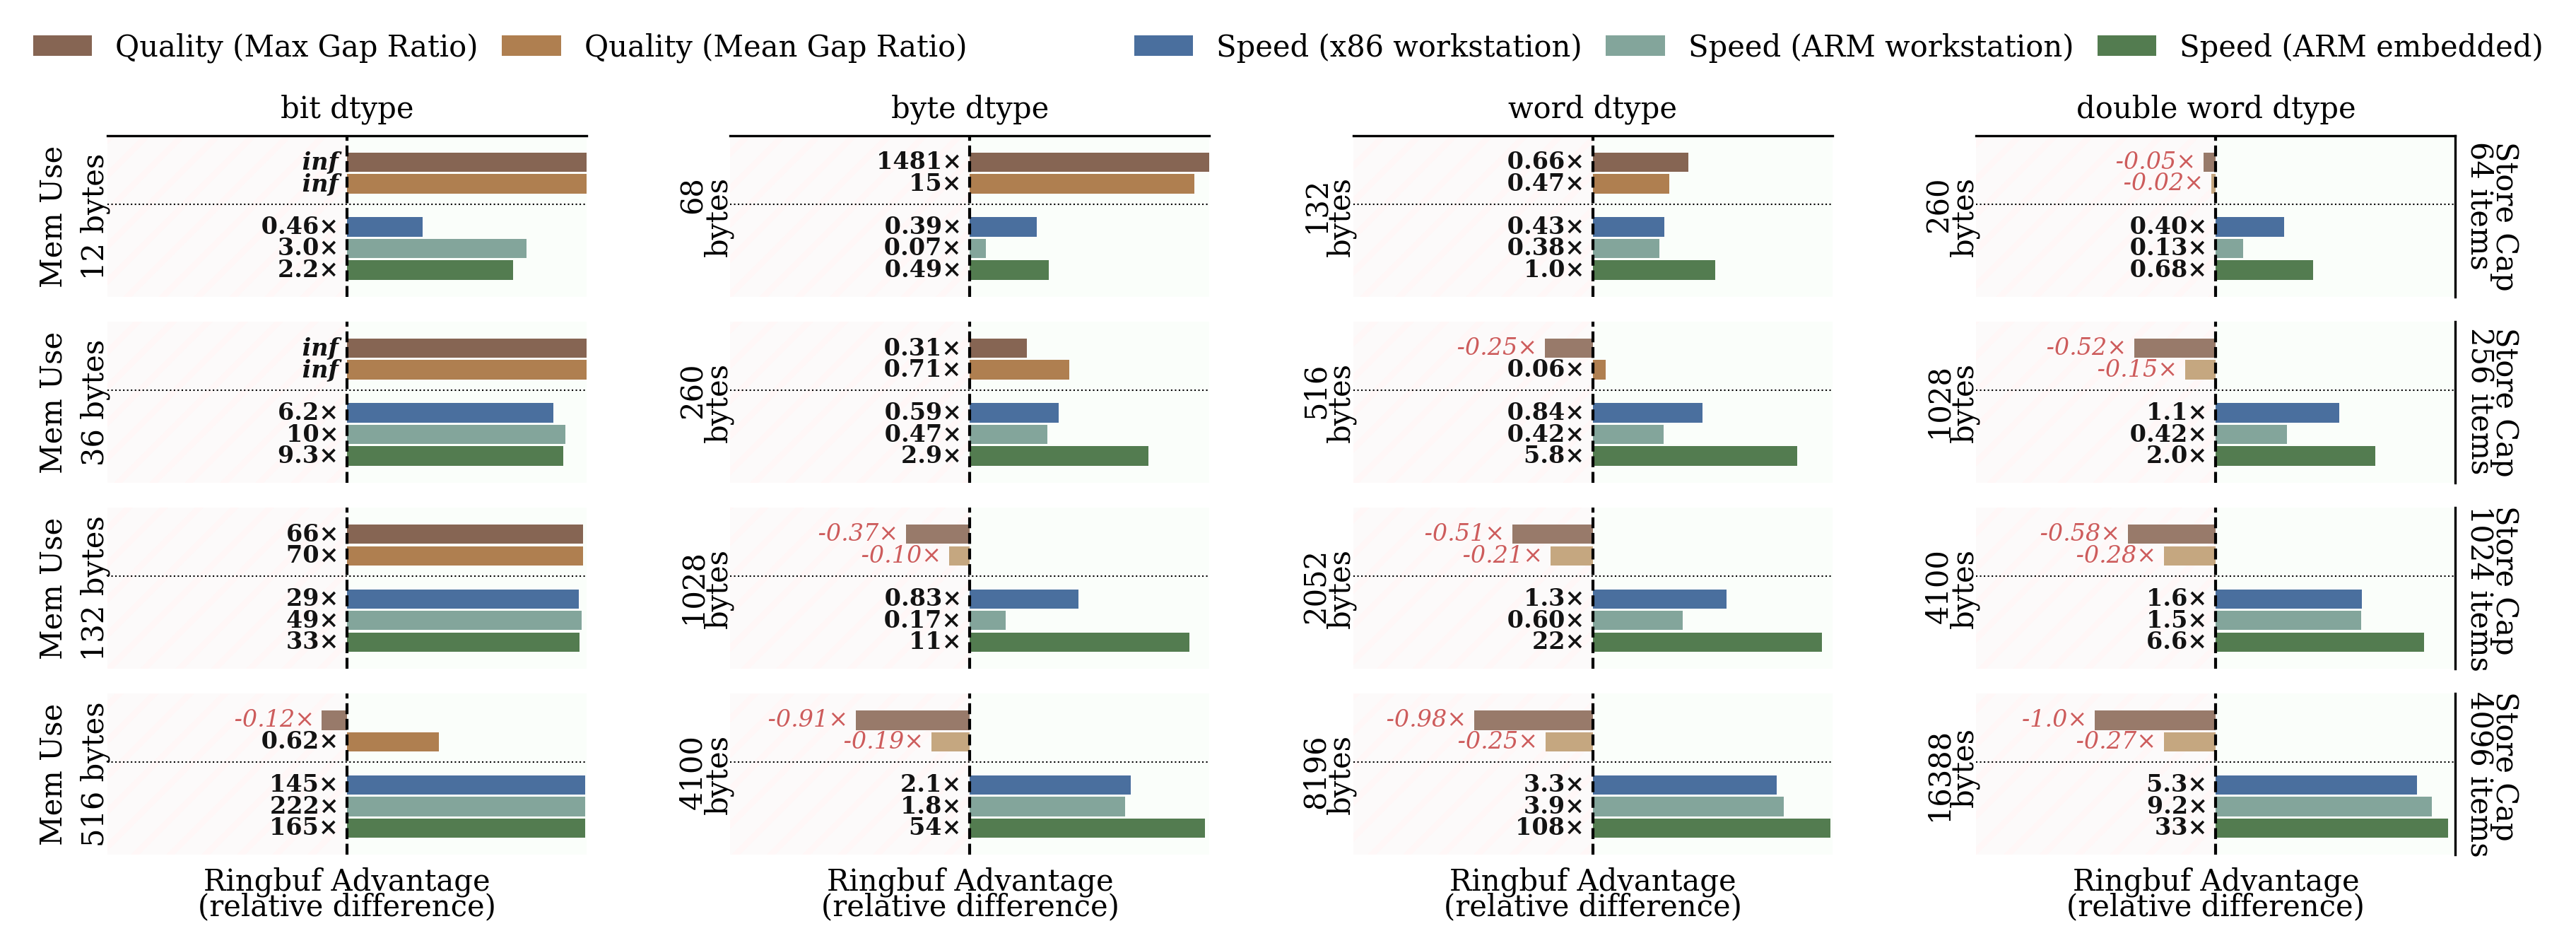 Quality (Max Gap Ratio) Quality (Mean Gap Ratio) Speed (x86 workstation) Speed (ARM workstation) Speed (ARM embedded)
bit dtype byte dtype word dtype double word dtype
Mem Use
12 bytes
inf
inf
0.46×
3.0×
2.2×
68
bytes
1481×
15×
0.39×
0.07×
0.49×
132
bytes
0.66×
0.47×
0.43×
0.38×
1.0×
260
bytes
-0.05×
-0.02×
0.40×
0.13×
0.68×
Store Cap
64 items
Mem Use
36 bytes
inf
inf
6.2×
10×
9.3×
260
bytes
0.31×
0.71×
0.59×
0.47×
2.9×
516
bytes
-0.25×
0.06×
0.84×
0.42×
5.8×
1028
bytes
-0.52×
-0.15×
1.1×
0.42×
2.0×
Store Cap
256 items
Mem Use
132 bytes
66×
70×
29×
49×
33×
1028
bytes
-0.37×
-0.10×
0.83×
0.17×
11×
2052
bytes
-0.51×
-0.21×
1.3×
0.60×
22×
4100
bytes
-0.58×
-0.28×
1.6×
1.5×
6.6×
Store Cap
1024 items
Mem Use
516 bytes
-0.12×
0.62×
145×
222×
165×
4100
bytes
-0.91×
-0.19×
2.1×
1.8×
54×
8196
bytes
-0.98×
-0.25×
3.3×
3.9×
108×
16388
bytes
-1.0×
-0.27×
5.3×
9.2×
33×
Store Cap
4096 items
Ringbuf Advantage
(relative difference)
Ringbuf Advantage
(relative difference)
Ringbuf Advantage
(relative difference)
Ringbuf Advantage
(relative difference)